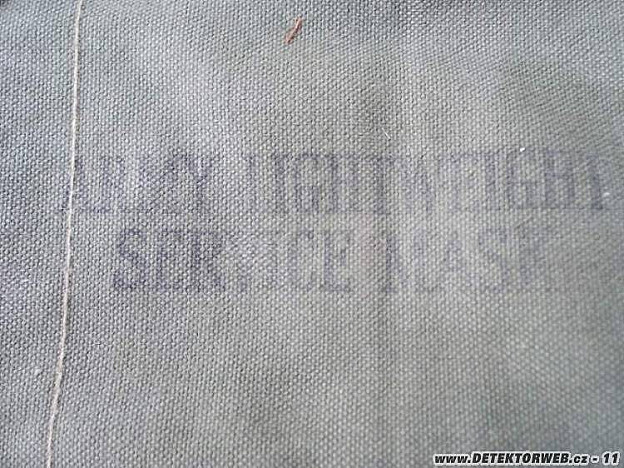 ARMY LIGHTWEIGHT
SERVICE MASK
www.DETEKTORWEB.cz - 11